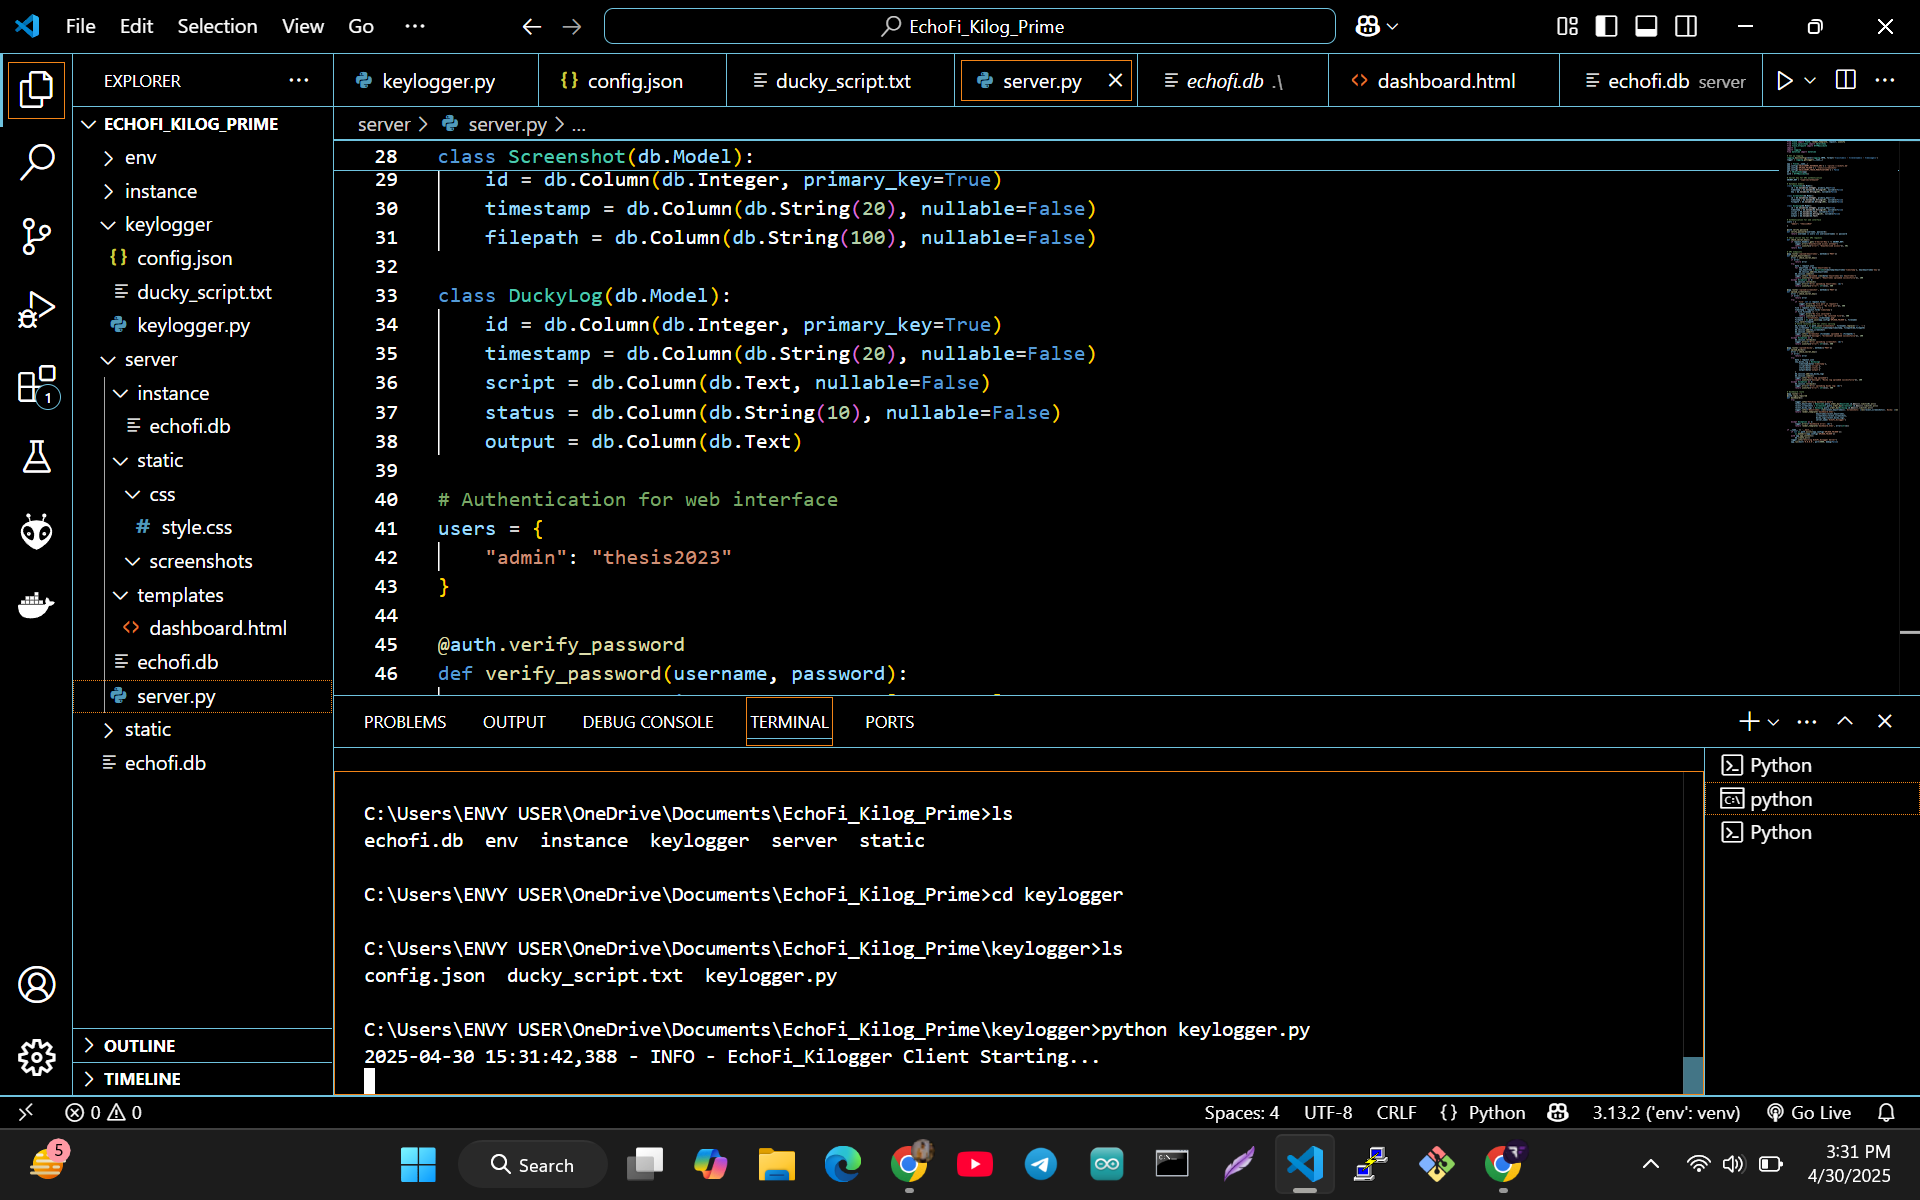 File Edit Selection View Go ···
EchoFi_Kilog_Prime
EXPLORER ···
keylogger.py
{} config.json
ducky_script.txt
server.py
echofi.db .\
<> dashboard.html
echofi.db server
ECHOFI_KILOG_PRIME
env
instance
keylogger
{} config.json
ducky_script.txt
keylogger.py
server
instance
echofi.db
static
css
# style.css
screenshots
templates
<> dashboard.html
echofi.db
server.py
static
echofi.db
OUTLINE
TIMELINE
1
server > server.py > ...
28 class Screenshot(db.Model):
29 id = db.Column(db.Integer, primary_key=True)
30 timestamp = db.Column(db.String(20), nullable=False)
31 filepath = db.Column(db.String(100), nullable=False)
32
33 class DuckyLog(db.Model):
34 id = db.Column(db.Integer, primary_key=True)
35 timestamp = db.Column(db.String(20), nullable=False)
36 script = db.Column(db.Text, nullable=False)
37 status = db.Column(db.String(10), nullable=False)
38 output = db.Column(db.Text)
39
40 # Authentication for web interface
41 users = {
42 "admin": "thesis2023"
43 }
44
45 @auth.verify_password
46 def verify_password(username, password):
PROBLEMS OUTPUT DEBUG CONSOLE TERMINAL PORTS
C:\Users\ENVY USER\OneDrive\Documents\EchoFi_Kilog_Prime>ls
echofi.db env instance keylogger server static
C:\Users\ENVY USER\OneDrive\Documents\EchoFi_Kilog_Prime>cd keylogger
C:\Users\ENVY USER\OneDrive\Documents\EchoFi_Kilog_Prime\keylogger>ls
config.json ducky_script.txt keylogger.py
C:\Users\ENVY USER\OneDrive\Documents\EchoFi_Kilog_Prime\keylogger>python keylogger.py
2025-04-30 15:31:42,388 - INFO - EchoFi_Kilogger Client Starting...
Python
python
Python
0 0
Spaces: 4 UTF-8 CRLF {} Python 3.13.2 ('env': venv) Go Live
5
Search
3:31 PM
4/30/2025